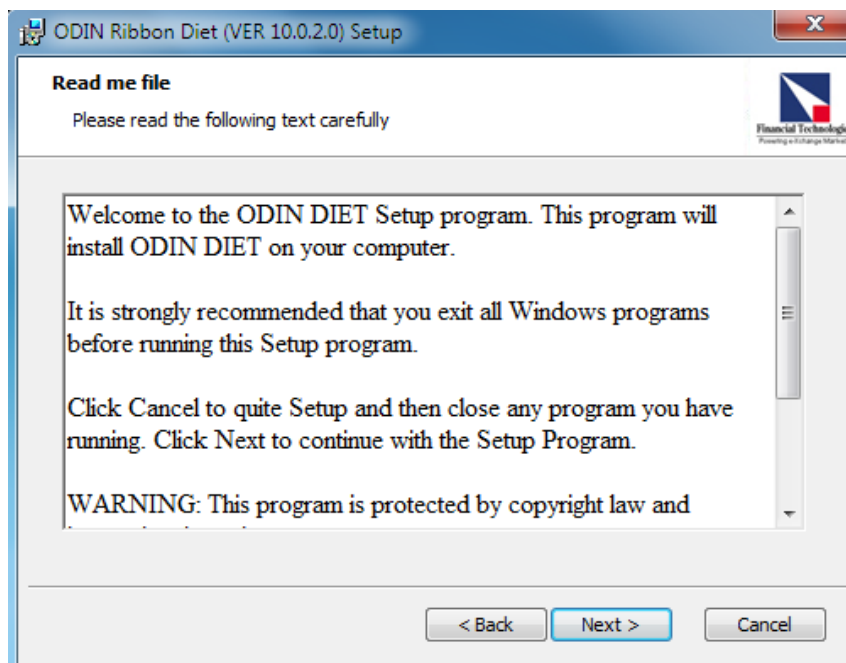 ODIN Ribbon Diet (VER 10.0.2.0) Setup
Read me file
Please read the following text carefully
Financial Technologie
Powering e-Exchange Market
Welcome to the ODIN DIET Setup program. This program will
install ODIN DIET on your computer.
It is strongly recommended that you exit all Windows programs
before running this Setup program.
Click Cancel to quite Setup and then close any program you have
running. Click Next to continue with the Setup Program.
WARNING: This program is protected by copyright law and
< Back
Next >
Cancel